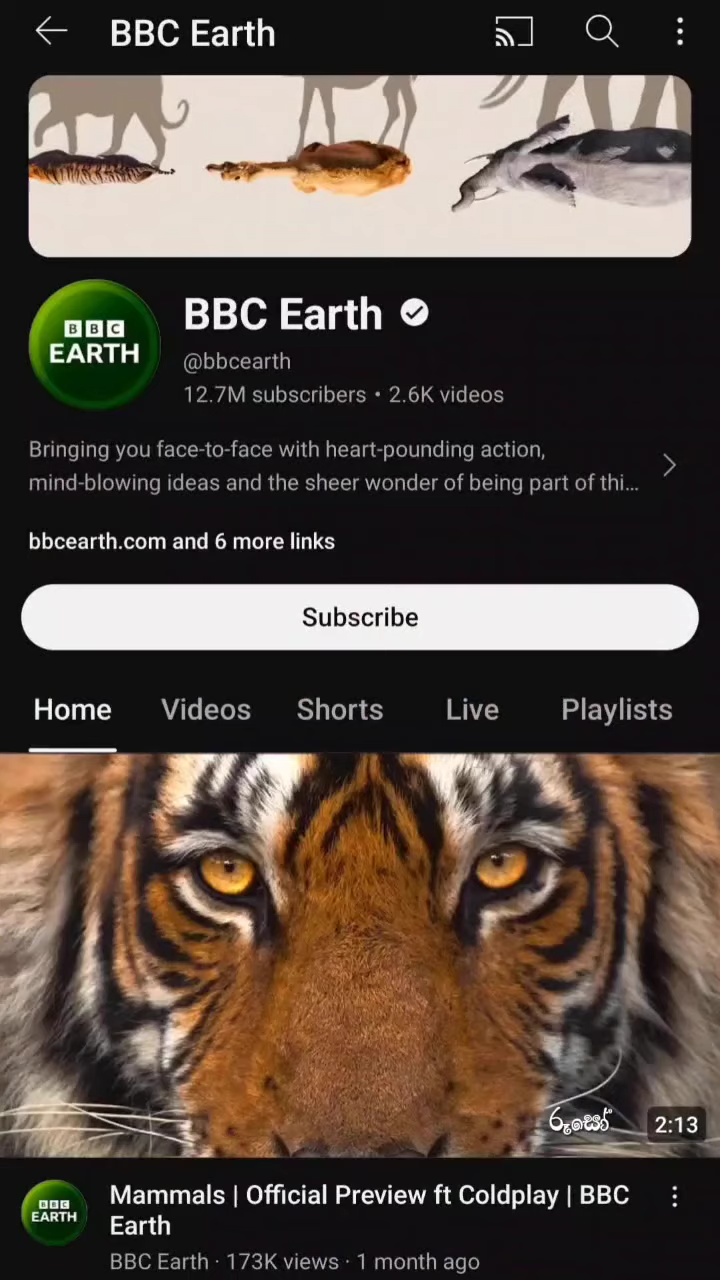 BBC Earth
BBC
EARTH
BBC Earth
@bbcearth
12.7M subscribers • 2.6K videos
Bringing you face-to-face with heart-pounding action,
mind-blowing ideas and the sheer wonder of being part of thi...
bbcearth.com and 6 more links
Subscribe
Home Videos Shorts Live Playlists
2:13
BBC
EARTH
Mammals | Official Preview ft Coldplay | BBC
Earth
BBC Earth · 173K views · 1 month ago